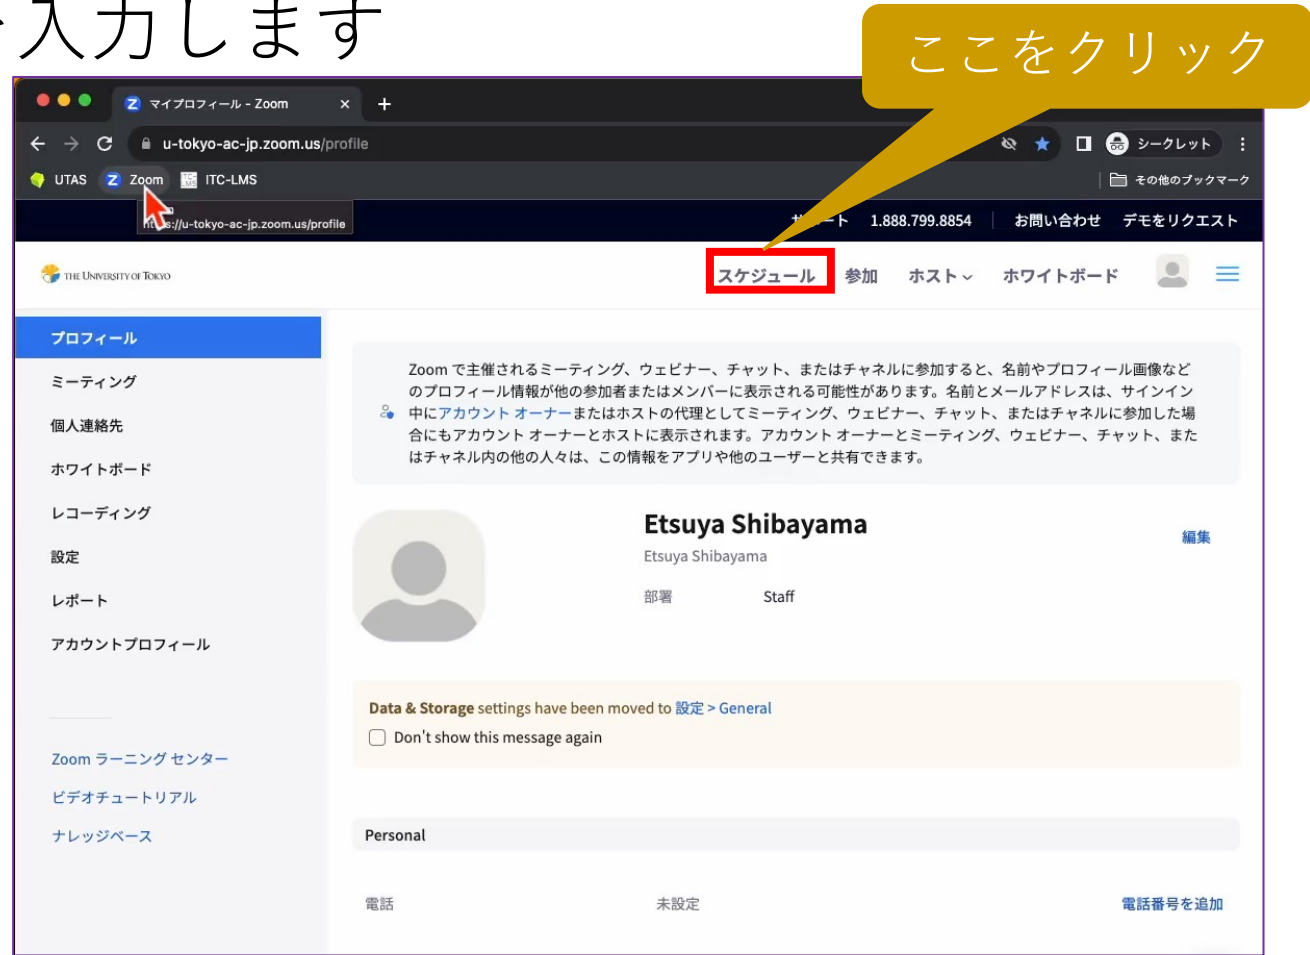 入力します
ここをクリック
マイプロフィール - Zoom
u-tokyo-ac-jp.zoom.us/profile
シークレット
UTAS
Zoom
ITC-LMS
その他のブックマーク
://u-tokyo-ac-jp.zoom.us/profile
1.888.799.8854
お問い合わせ
デモをリクエスト
THE UNIVERSITY OF TOKYO
スケジュール
参加
ホスト
ホワイトボード
プロフィール
ミーティング
個人連絡先
ホワイトボード
レコーディング
設定
レポート
アカウントプロフィール
Zoom ラーニング センター
ビデオチュートリアル
ナレッジベース
Zoom で主催されるミーティング、ウェビナー、チャット、またはチャネルに参加すると、名前やプロフィール画像など
のプロフィール情報が他の参加者またはメンバーに表示される可能性があります。名前とメールアドレスは、サインイン
中にアカウント オーナーまたはホストの代理としてミーティング、ウェビナー、チャット、またはチャネルに参加した場
合にもアカウント オーナーとホストに表示されます。アカウント オーナーとミーティング、ウェビナー、チャット、また
はチャネル内の他の人々は、この情報をアプリや他のユーザーと共有できます。
Etsuya Shibayama
編集
Etsuya Shibayama
部署 Staff
Data & Storage settings have been moved to 設定 > General
Don't show this message again
Personal
電話 未設定 電話番号を追加